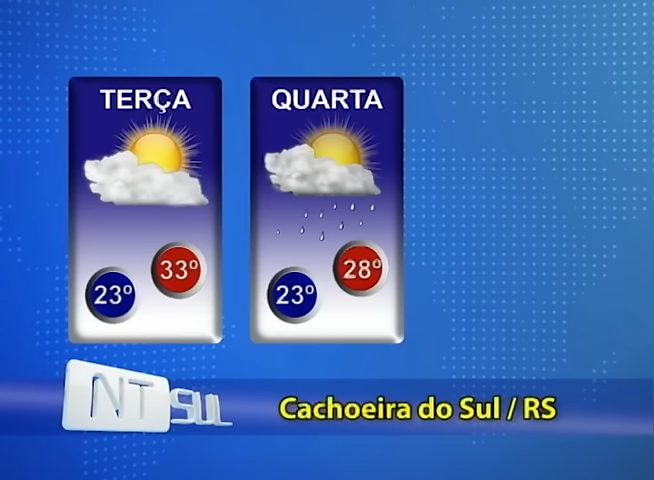 TERÇA
33º
23º
QUARTA
28º
23º
NT SUL
Cachoeira do Sul / RS